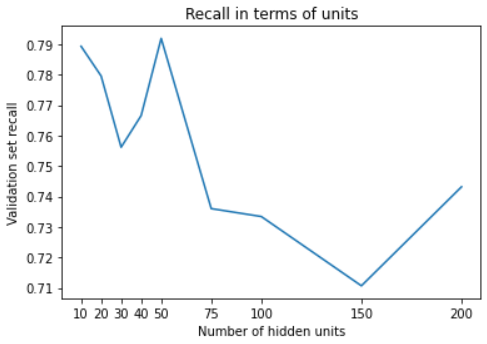 Recall in terms of units
Validation set recall
0.79
0.78
0.77
0.76
0.75
0.74
0.73
0.72
0.71
10 20 30 40 50 75 100 150 200
Number of hidden units